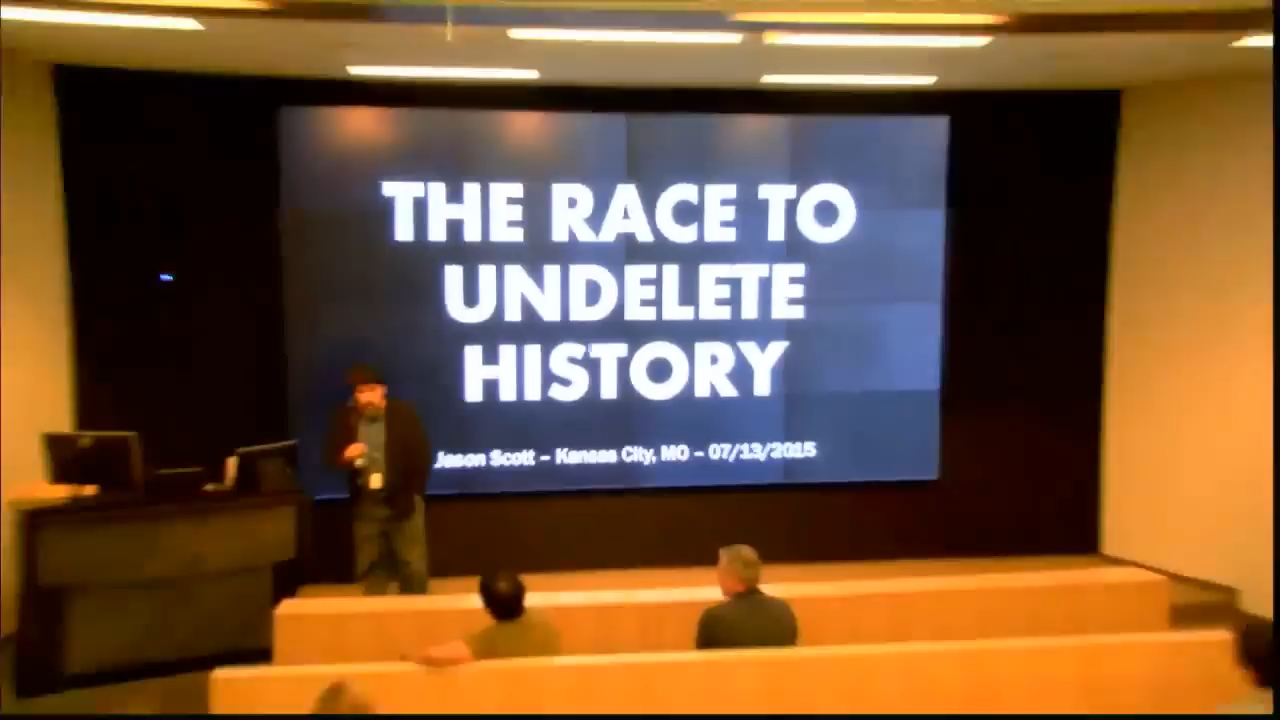 THE RACE TO
UNDELETE
HISTORY
Jason Scott – Kansas City, MO – 07/13/2015